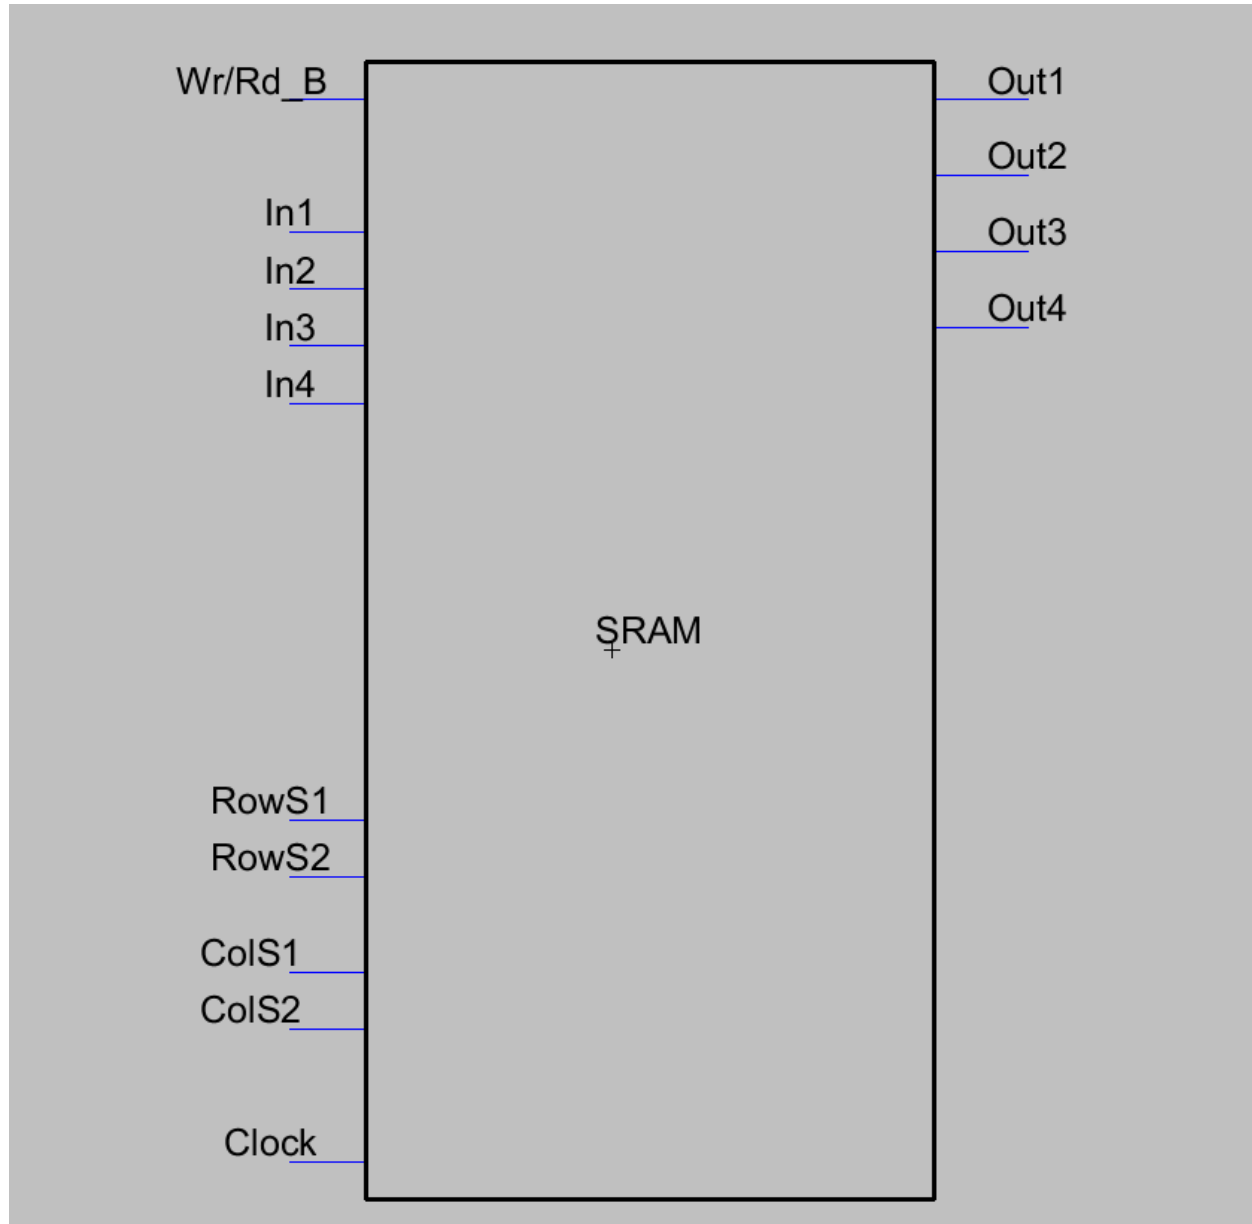 Wr/Rd_B
Out1
Out2
In1
Out3
In2
Out4
In3
In4
SRAM
RowS1
RowS2
ColS1
ColS2
Clock